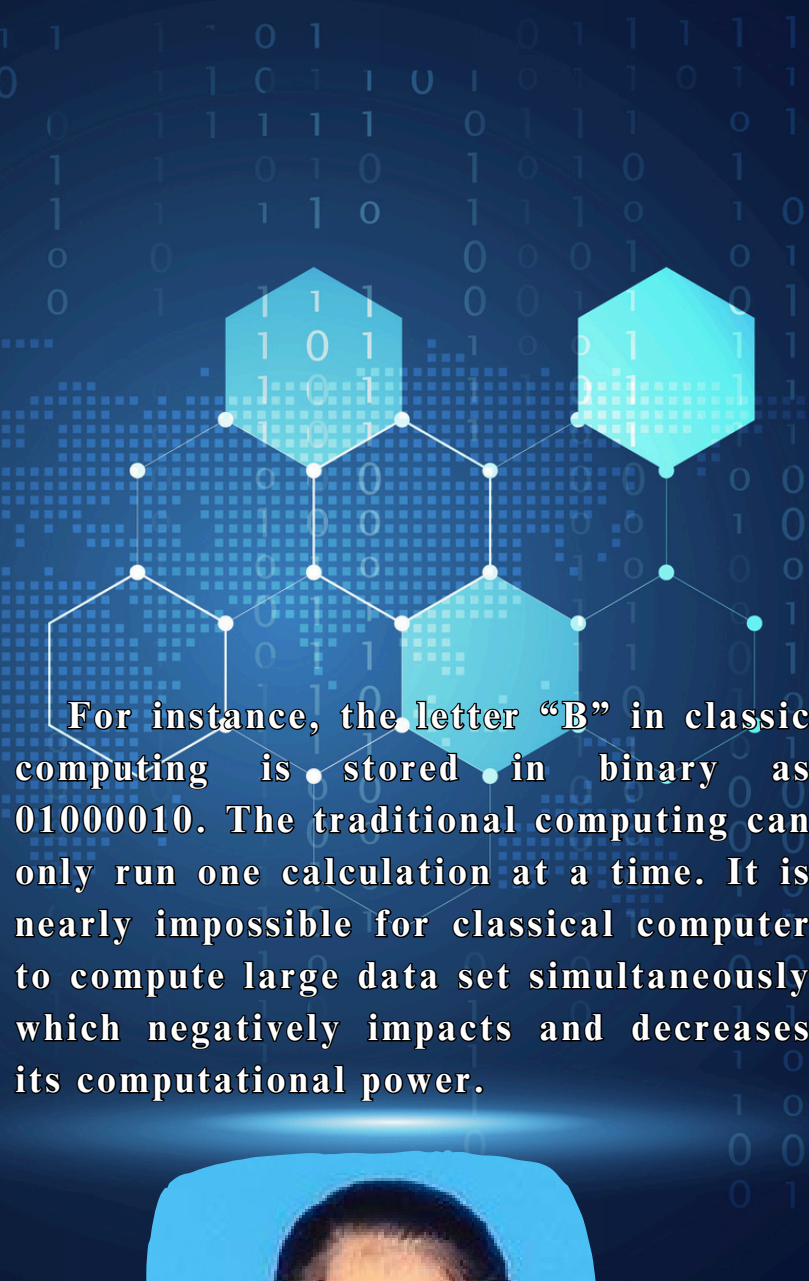 For instance, the letter “B” in classic
computing is stored in binary as
01000010. The traditional computing can
only run one calculation at a time. It is
nearly impossible for classical computer
to compute large data set simultaneously
which negatively impacts and decreases
its computational power.